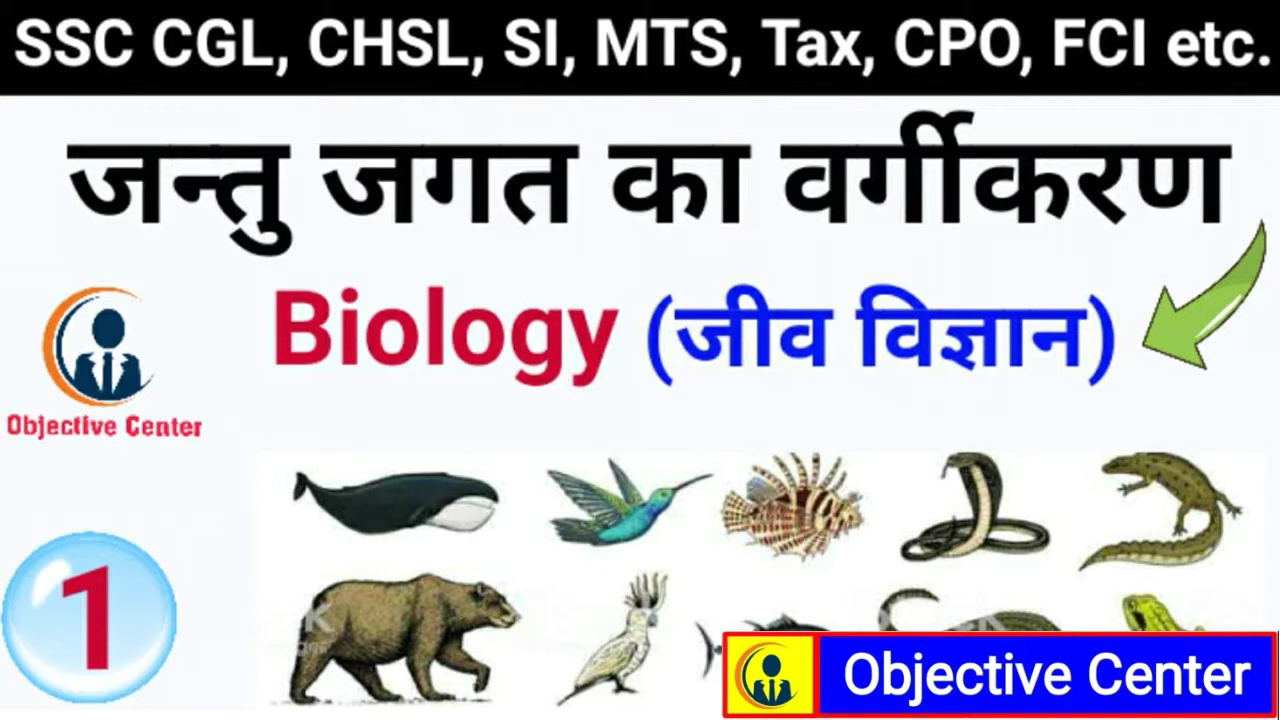 SSC CGL, CHSL, SI, MTS, Tax, CPO, FCI etc.
जन्तु जगत का वर्गीकरण
Biology (जीव विज्ञान)
Objective Center
1
Objective Center